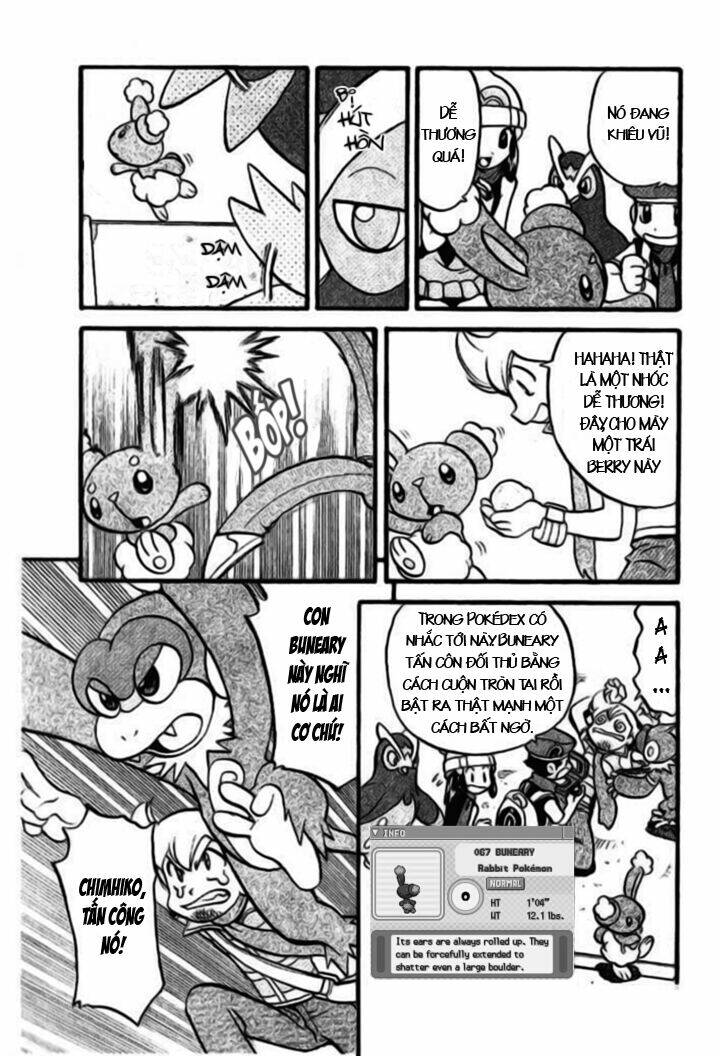 NÓ ĐANG
KHIÊU VŨ!
DỄ
THƯƠNG
QUÁ!
BỊ
HÚT
HỒN
DẬM
DẬM
HAHAHA! THẬT
LÀ MỘT NHÓC
DỄ THƯƠNG!
ĐÂY, CHO MÀY
MỘT TRÁI
BERRY NÀY
BỐP!
A
A
...
TRONG POKÉDEX CÓ
NHẮC TỚI NÀY BUNEARY
TẤN CÔN ĐỐI THỦ BẰNG
CÁCH CUỘN TRÒN TAI RỒI
BẬT RA THẬT MẠNH MỘT
CÁCH BẤT NGỜ.
INFO
067 BUNEARY
Rabbit Pokémon
NORMAL
HT 1'04"
WT 12.1 lbs.
Its ears are always rolled up. They
can be forcefully extended to
shatter even a large boulder.
CON
BUNEARY
NÀY NGHĨ
NÓ LÀ AI
CƠ CHỨ!
CHIMHIKO,
TẤN CÔNG
NÓ!